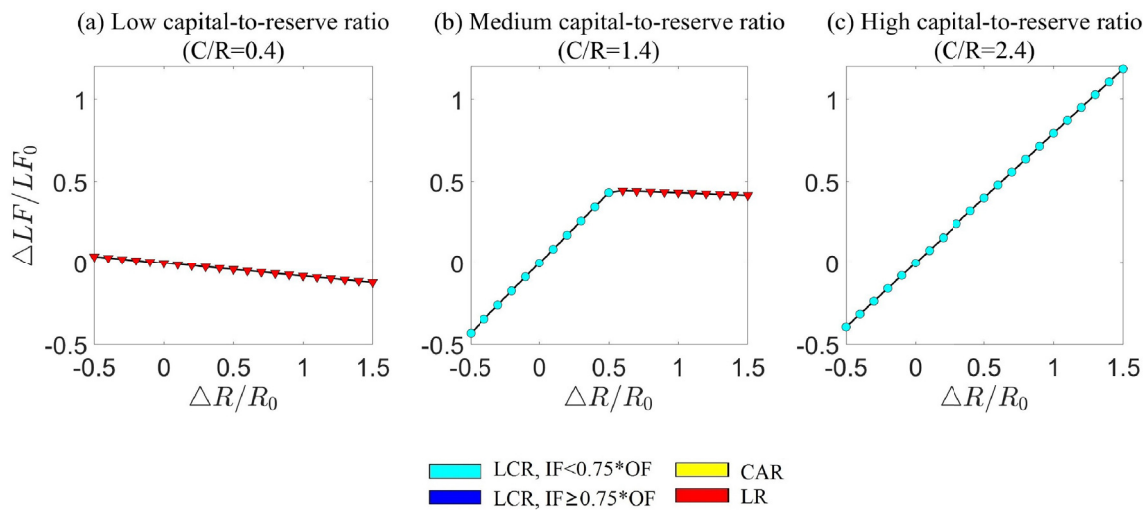 (a) Low capital-to-reserve ratio
(C/R=0.4)
(b) Medium capital-to-reserve ratio
(C/R=1.4)
(c) High capital-to-reserve ratio
(C/R=2.4)
△LF/LF₀
1
0.5
0
-0.5
-0.5 0 0.5 1 1.5
△R/R₀
1
0.5
0
-0.5
-0.5 0 0.5 1 1.5
△R/R₀
1
0.5
0
-0.5
-0.5 0 0.5 1 1.5
△R/R₀
LCR, IF<0.75*OF
LCR, IF≥0.75*OF
CAR
LR